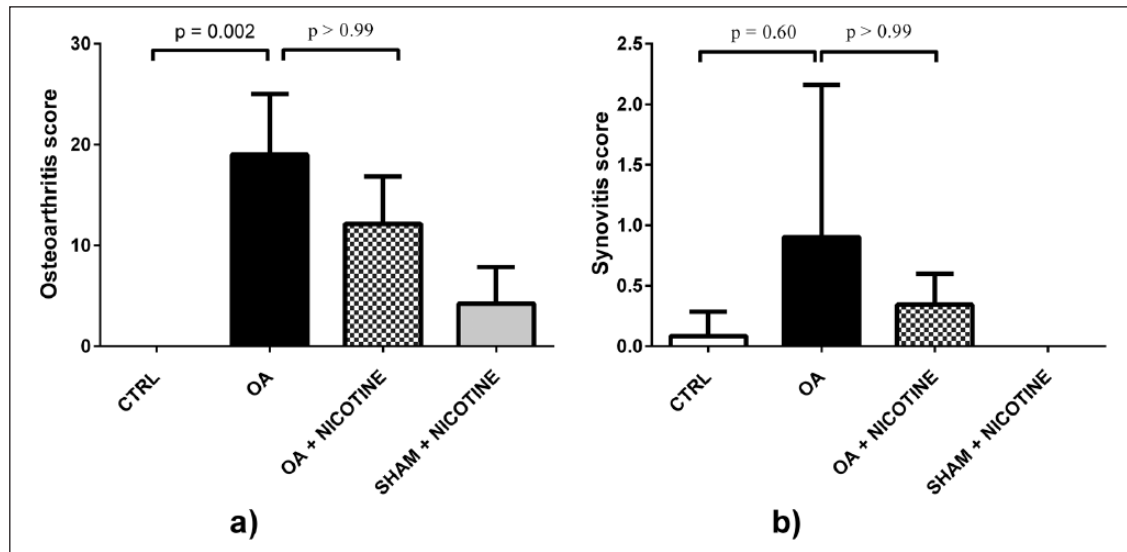 p = 0.002
p > 0.99
30
20
10
0
Osteoarthritis score
CTRL
OA
OA + NICOTINE
SHAM + NICOTINE
a)
p = 0.60
p > 0.99
2.5
2.0
1.5
1.0
0.5
0.0
Synovitis score
CTRL
OA
OA + NICOTINE
SHAM + NICOTINE
b)